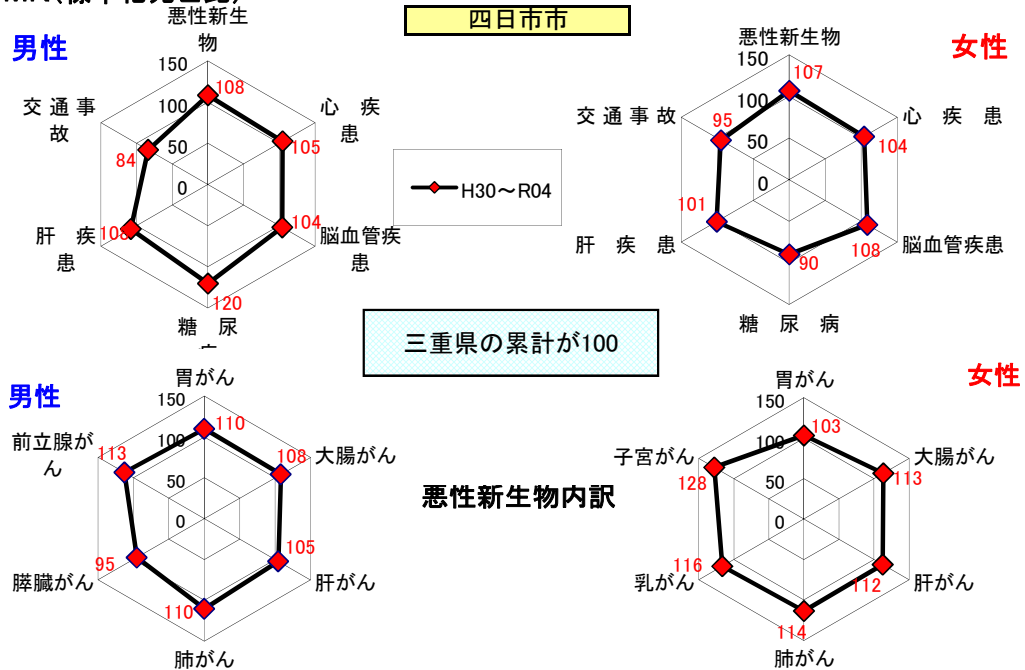 四日市市
男性
悪性新生
物
150
100
50
0
心 疾
患
脳血管疾
患
糖 尿
肝 疾
患
交 通 事
故
108
105
104
120
108
84
H30～R04
女性
悪性新生物
150
100
50
0
心 疾 患
脳血管疾患
糖 尿 病
肝 疾 患
交 通 事 故
107
104
108
90
101
95
三重県の累計が100
男性
胃がん
150
100
50
0
大腸がん
肝がん
肺がん
膵臓がん
前立腺が
ん
110
108
105
110
95
113
悪性新生物内訳
女性
胃がん
150
100
50
0
大腸がん
肝がん
肺がん
乳がん
子宮がん
103
113
112
114
116
128